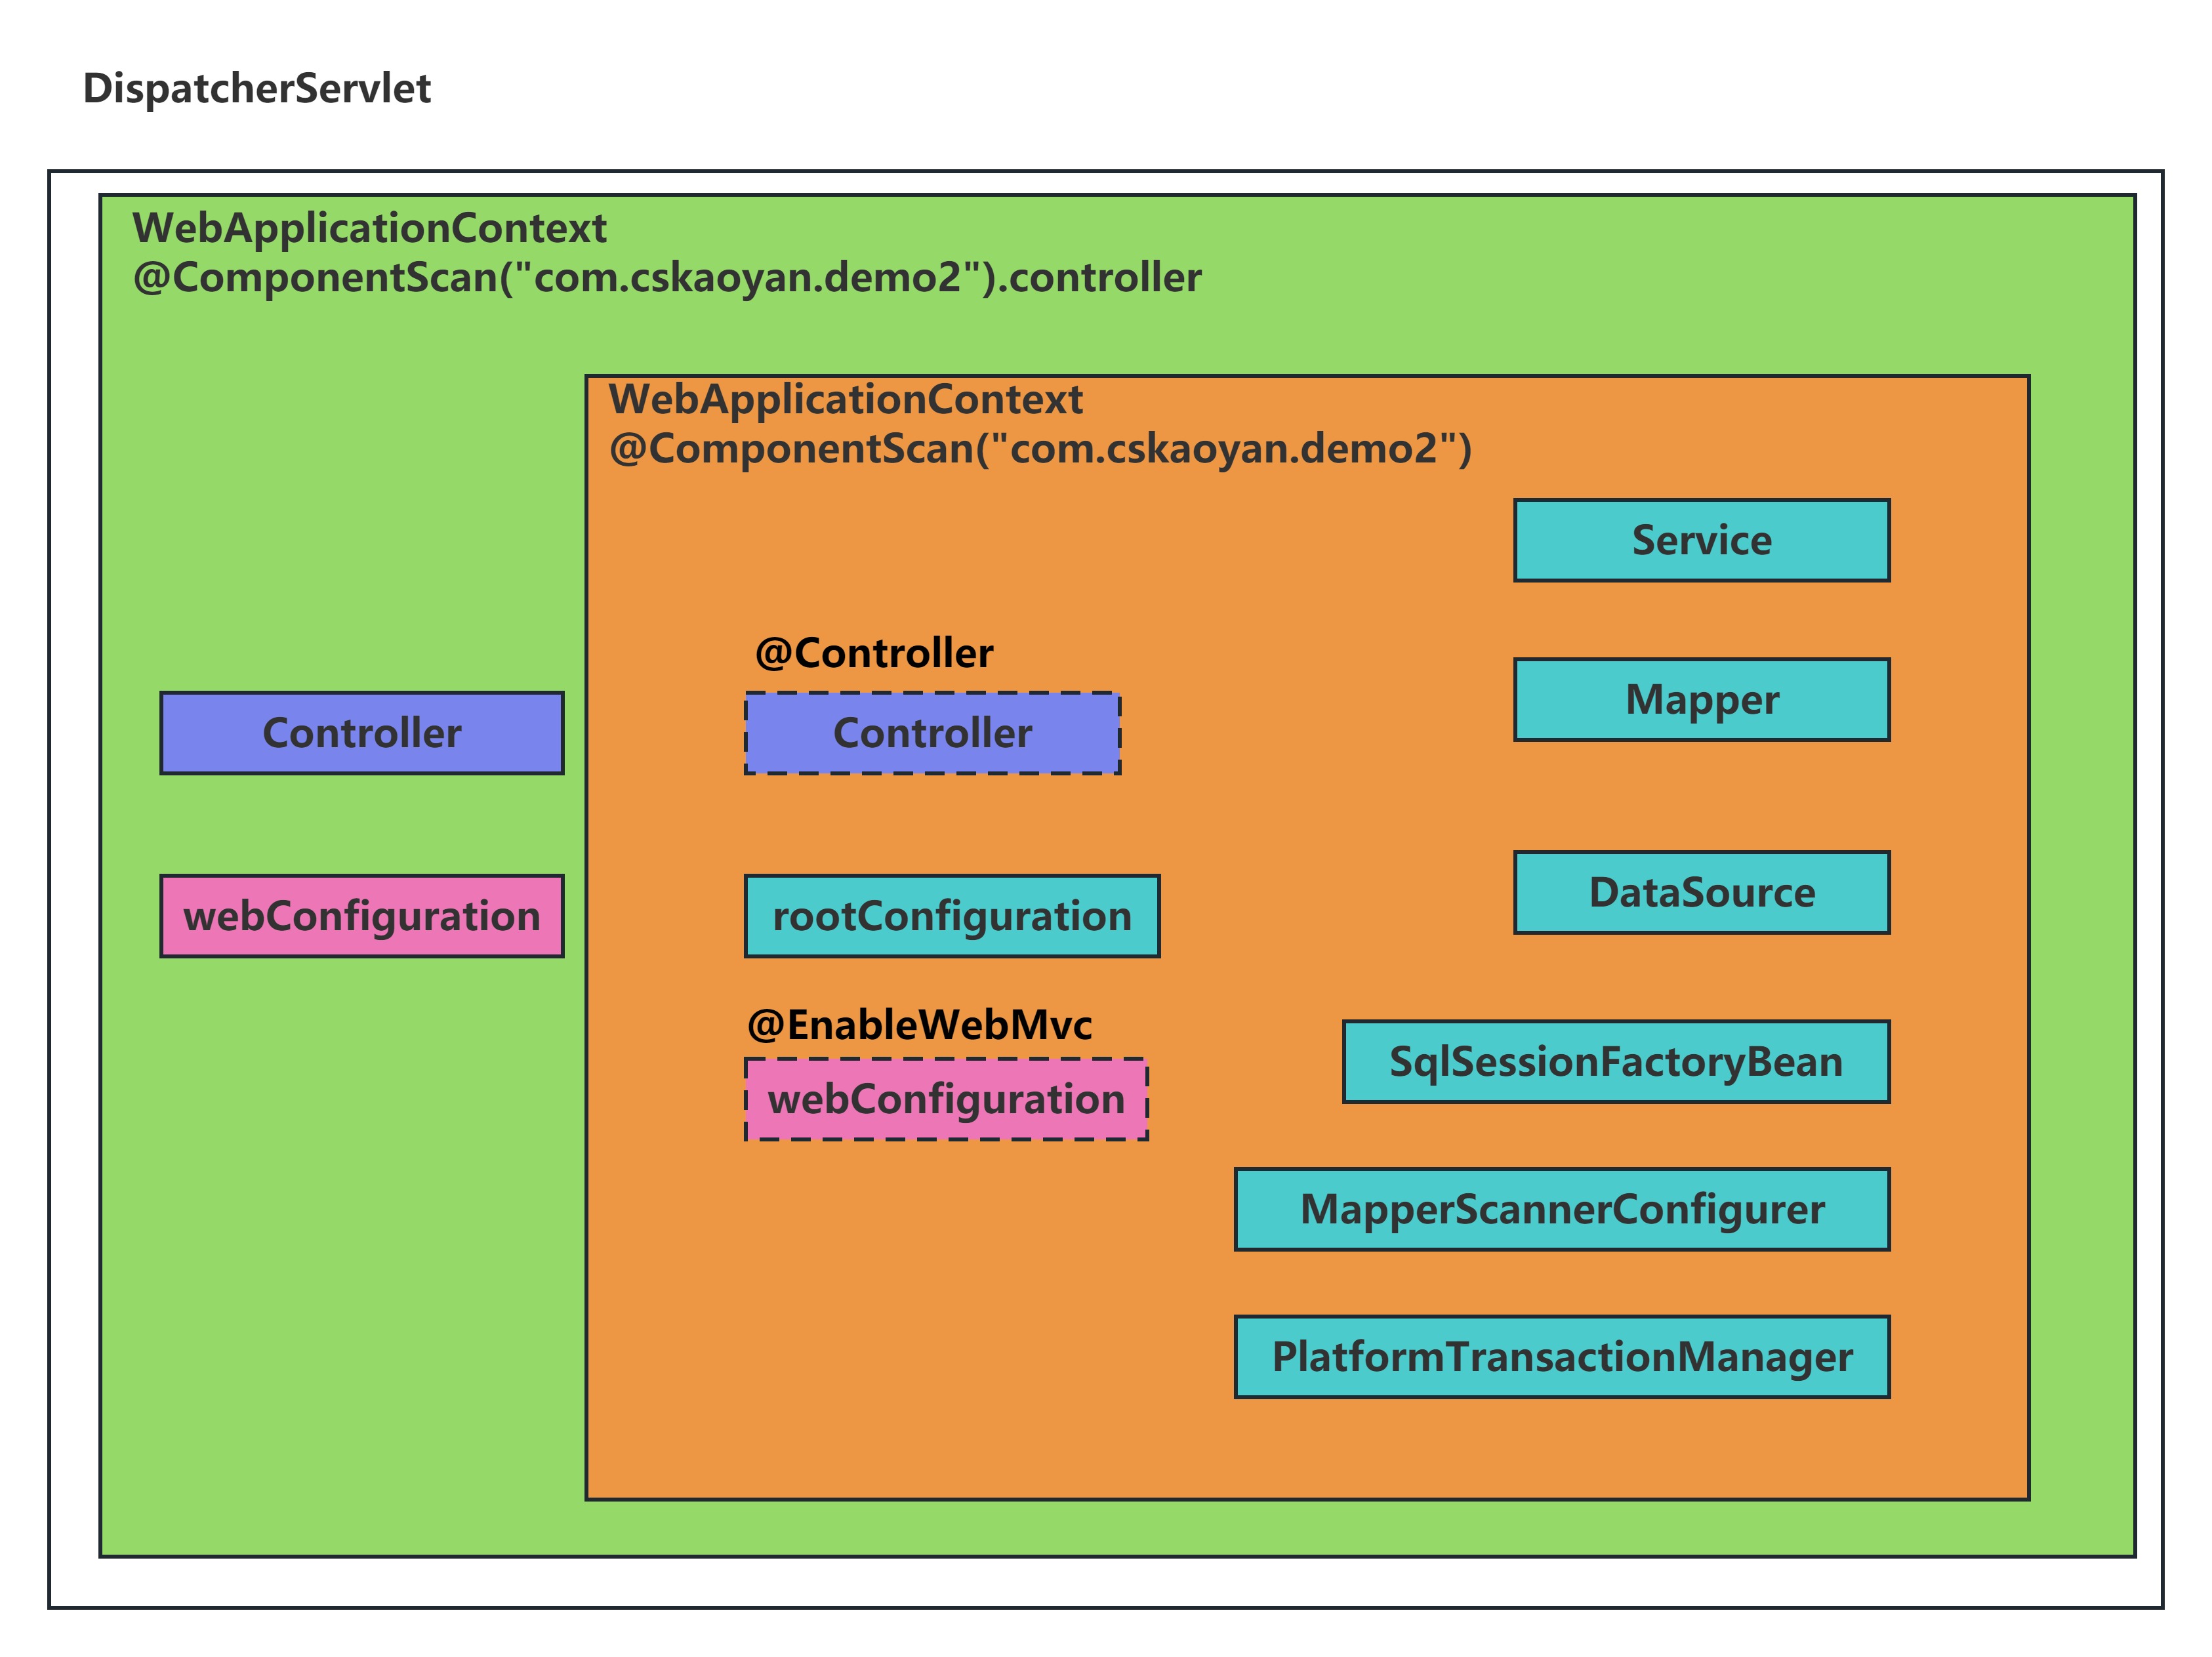 DispatcherServlet
WebApplicationContext
@ComponentScan("com.cskaoyan.demo2").controller
WebApplicationContext
@ComponentScan("com.cskaoyan.demo2")
Service
@Controller
Mapper
Controller
Controller
DataSource
webConfiguration
rootConfiguration
@EnableWebMvc
SqlSessionFactoryBean
webConfiguration
MapperScannerConfigurer
PlatformTransactionManager